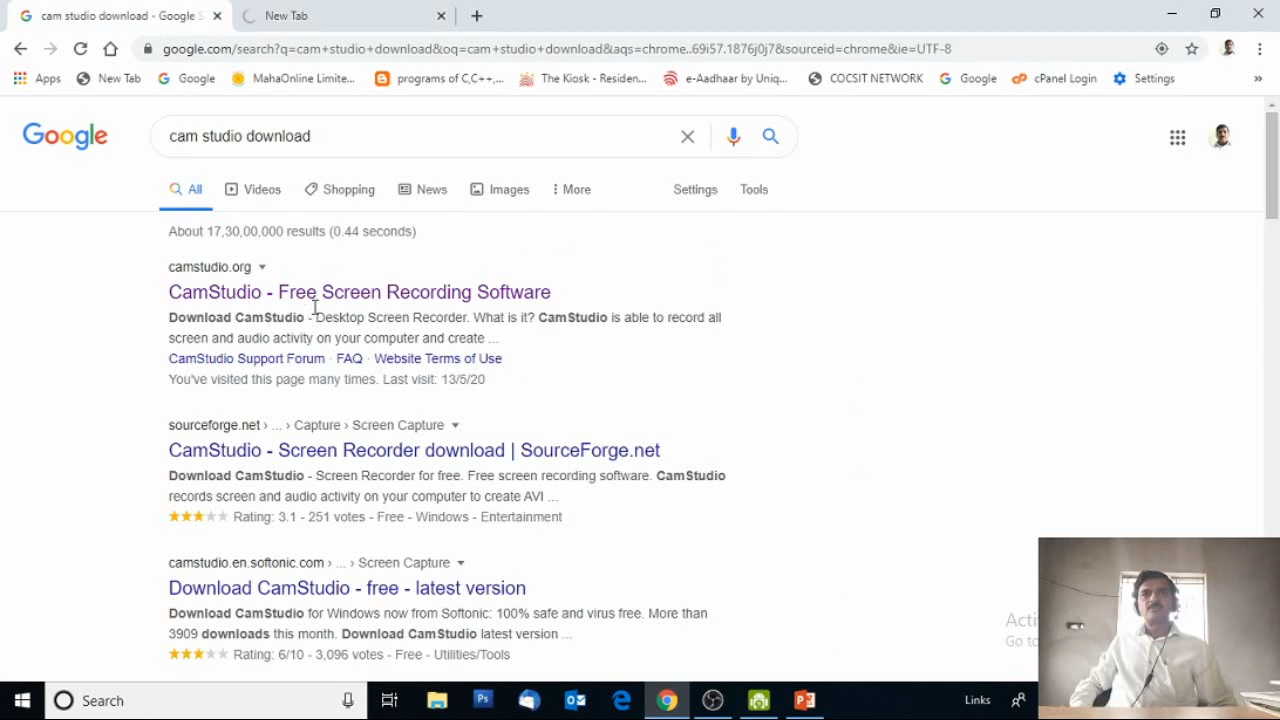 cam studio download - Google S
New Tab
google.com/search?q=cam+studio+download&oq=cam+studio+download&aqs=chrome..69i57.1876j0j7&sourceid=chrome&ie=UTF-8
Apps New Tab Google MahaOnline Limite... programs of C,C++,... The Kiosk - Residen... e-Aadhaar by Uniq... COCSIT NETWORK Google cPanel Login Settings »
Google
cam studio download
All Videos Shopping News Images More Settings Tools
About 17,30,00,000 results (0.44 seconds)
camstudio.org
CamStudio - Free Screen Recording Software
Download CamStudio - Desktop Screen Recorder. What is it? CamStudio is able to record all
screen and audio activity on your computer and create ...
CamStudio Support Forum · FAQ · Website Terms of Use
You've visited this page many times. Last visit: 13/5/20
sourceforge.net › ... › Capture › Screen Capture
CamStudio - Screen Recorder download | SourceForge.net
Download CamStudio - Screen Recorder for free. Free screen recording software. CamStudio
records screen and audio activity on your computer to create AVI ...
Rating: 3.1 - 251 votes - Free - Windows - Entertainment
camstudio.en.softonic.com › ... › Screen Capture
Download CamStudio - free - latest version
Download CamStudio for Windows now from Softonic: 100% safe and virus free. More than
3909 downloads this month. Download CamStudio latest version ...
Rating: 6/10 - 3,096 votes - Free - Utilities/Tools
Acti
Go to
Search
Ps
Links